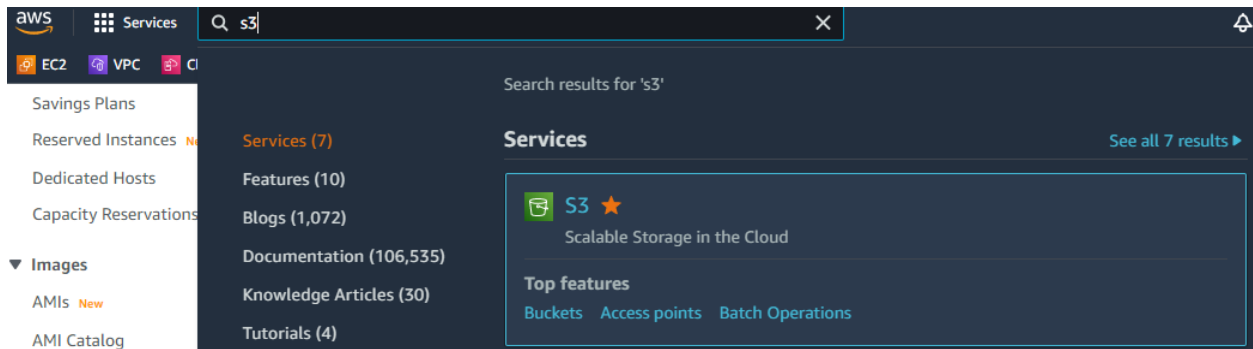 aws Services s3
EC2 VPC
Savings Plans
Reserved Instances
Dedicated Hosts
Capacity Reservations
Images
AMIs New
AMI Catalog
Search results for 's3'
Services (7)
Features (10)
Blogs (1,072)
Documentation (106,535)
Knowledge Articles (30)
Tutorials (4)
Services
See all 7 results
S3
Scalable Storage in the Cloud
Top features
Buckets Access points Batch Operations